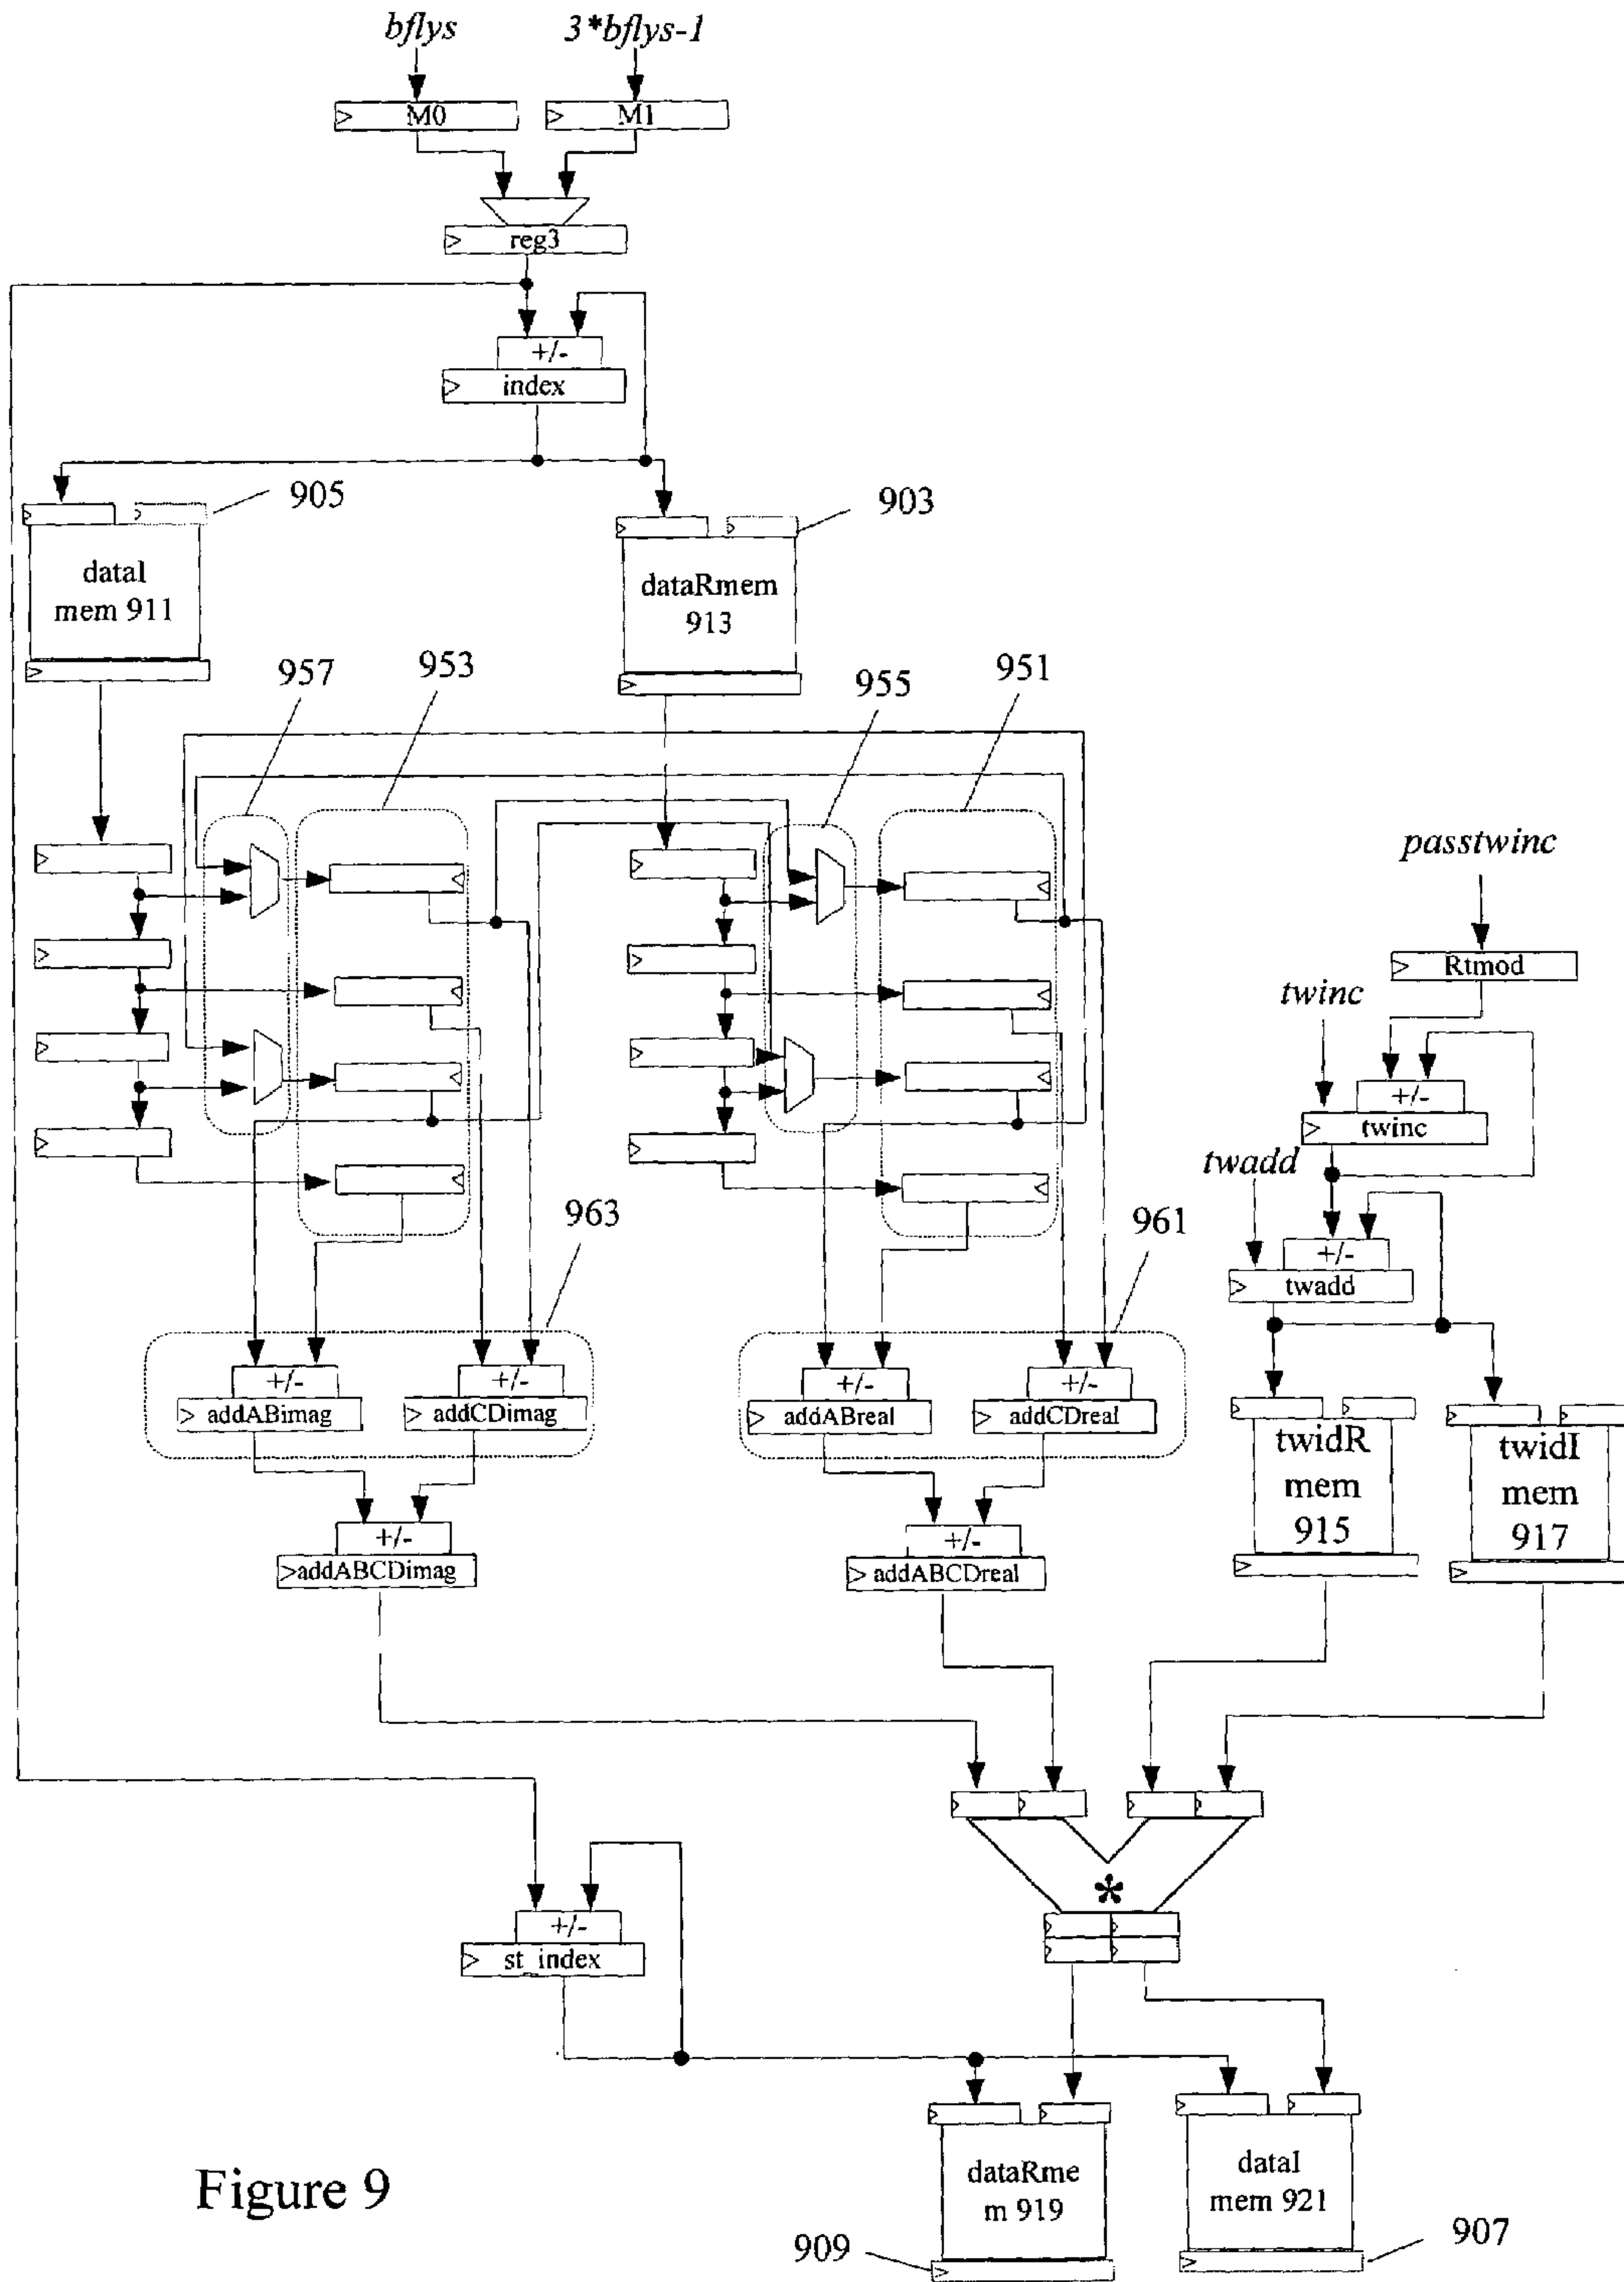 bflys
3*bflys-1
M0
M1
reg3
+/-
index
905
903
dataI
mem 911
dataRmem
913
957
953
955
951
passtwinc
Rtmod
twinc
+/-
twinc
twadd
+/-
twadd
963
961
+/-
+/-
+/-
+/-
addABimag
addCDimag
addABreal
addCDreal
twidR
mem
915
twidI
mem
917
+/-
addABCDimag
+/-
addABCDreal
*
+/-
st_index
dataRme
m 919
dataI
mem 921
909
907
Figure 9